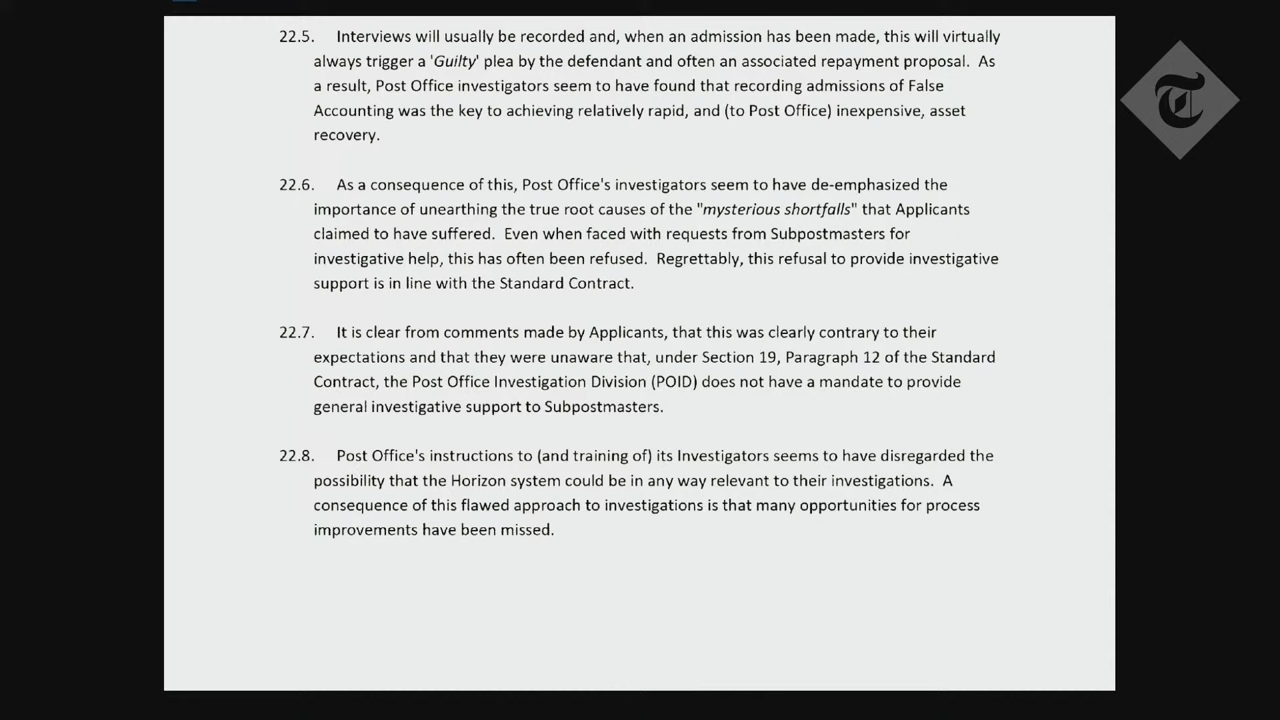 22.5. Interviews will usually be recorded and, when an admission has been made, this will virtually
always trigger a 'Guilty' plea by the defendant and often an associated repayment proposal. As
a result, Post Office investigators seem to have found that recording admissions of False
Accounting was the key to achieving relatively rapid, and (to Post Office) inexpensive, asset
recovery.
22.6. As a consequence of this, Post Office's investigators seem to have de-emphasized the
importance of unearthing the true root causes of the "mysterious shortfalls" that Applicants
claimed to have suffered. Even when faced with requests from Subpostmasters for
investigative help, this has often been refused. Regrettably, this refusal to provide investigative
support is in line with the Standard Contract.
22.7. It is clear from comments made by Applicants, that this was clearly contrary to their
expectations and that they were unaware that, under Section 19, Paragraph 12 of the Standard
Contract, the Post Office Investigation Division (POID) does not have a mandate to provide
general investigative support to Subpostmasters.
22.8. Post Office's instructions to (and training of) its Investigators seems to have disregarded the
possibility that the Horizon system could be in any way relevant to their investigations. A
consequence of this flawed approach to investigations is that many opportunities for process
improvements have been missed.
T